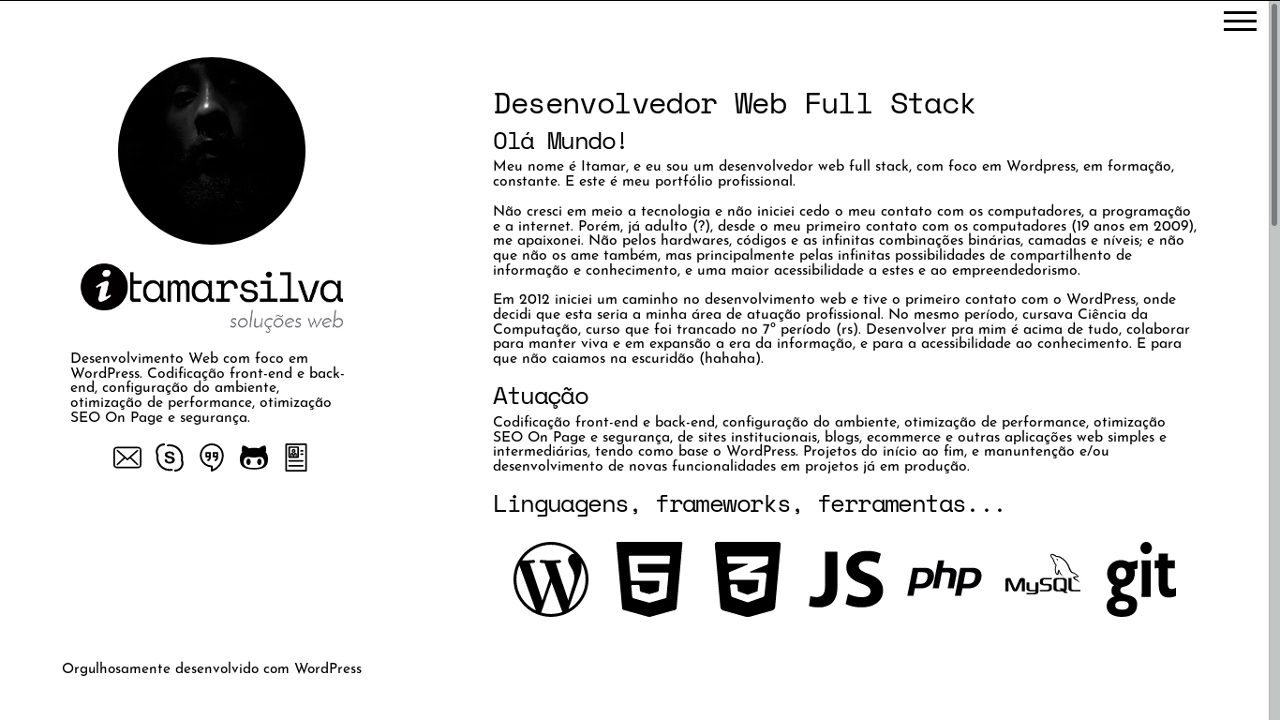 itamarsilva
soluções web
Desenvolvimento Web com foco em
WordPress. Codificação front-end e back-
end, configuração do ambiente,
otimização de performance, otimização
SEO On Page e segurança.
Orgulhosamente desenvolvido com WordPress
Desenvolvedor Web Full Stack
Olá Mundo!
Meu nome é Itamar, e eu sou um desenvolvedor web full stack, com foco em Wordpress, em formação,
constante. E este é meu portfólio profissional.
Não cresci em meio a tecnologia e não iniciei cedo o meu contato com os computadores, a programação
e a internet. Porém, já adulto (?), desde o meu primeiro contato com os computadores (19 anos em 2009),
me apaixonei. Não pelos hardwares, códigos e as infinitas combinações binárias, camadas e níveis; e não
que não os ame também, mas principalmente pelas infinitas possibilidades de compartilhento de
informação e conhecimento, e uma maior acessibilidade a estes e ao empreendedorismo.
Em 2012 iniciei um caminho no desenvolvimento web e tive o primeiro contato com o WordPress, onde
decidi que esta seria a minha área de atuação profissional. No mesmo período, cursava Ciência da
Computação, curso que foi trancado no 7º período (rs). Desenvolver pra mim é acima de tudo, colaborar
para manter viva e em expansão a era da informação, e para a acessibilidade ao conhecimento. E para
que não caiamos na escuridão (hahaha).
Atuação
Codificação front-end e back-end, configuração do ambiente, otimização de performance, otimização
SEO On Page e segurança, de sites institucionais, blogs, ecommerce e outras aplicações web simples e
intermediárias, tendo como base o WordPress. Projetos do início ao fim, e manuntenção e/ou
desenvolvimento de novas funcionalidades em projetos já em produção.
Linguagens, frameworks, ferramentas...
W 5 3 JS php MySQL git